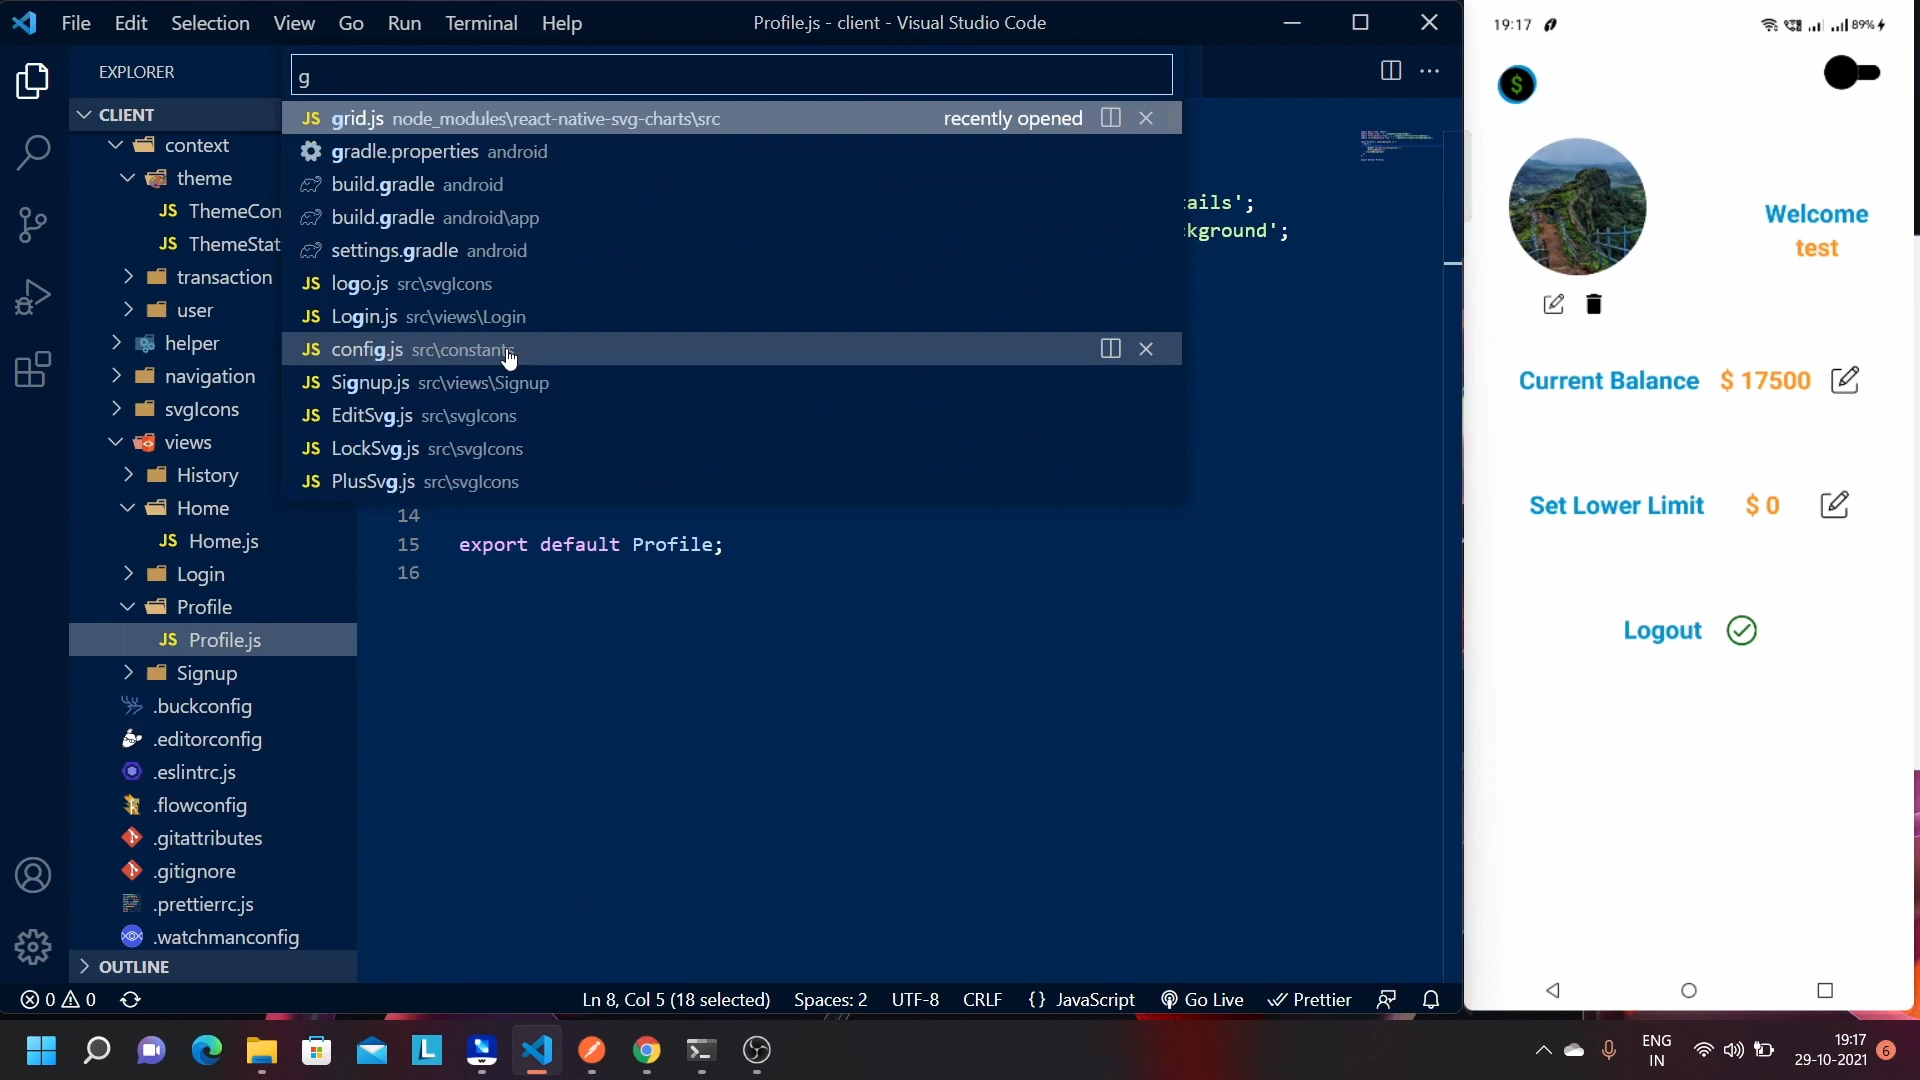 File Edit Selection View Go Run Terminal Help
Profile.js - client - Visual Studio Code
EXPLORER
CLIENT
context
theme
JS ThemeCon
JS ThemeStat
transaction
user
helper
navigation
svgIcons
views
History
Home
JS Home.js
Login
Profile
JS Profile.js
Signup
.buckconfig
.editorconfig
.eslintrc.js
.flowconfig
.gitattributes
.gitignore
.prettierrc.js
.watchmanconfig
OUTLINE
g
JS grid.js node_modules\react-native-svg-charts\src recently opened
gradle.properties android
build.gradle android
build.gradle android\app
settings.gradle android
JS logo.js src\svgIcons
JS Login.js src\views\Login
JS config.js src\constants
JS Signup.js src\views\Signup
JS EditSvg.js src\svgIcons
JS LockSvg.js src\svgIcons
JS PlusSvg.js src\svgIcons
ails';
kground';
14
15 export default Profile;
16
0 0
Ln 8, Col 5 (18 selected) Spaces: 2 UTF-8 CRLF {} JavaScript Go Live Prettier
19:17 89%
$
Welcome
test
Current Balance $ 17500
Set Lower Limit $ 0
Logout
L
ENG
IN
19:17
29-10-2021
6